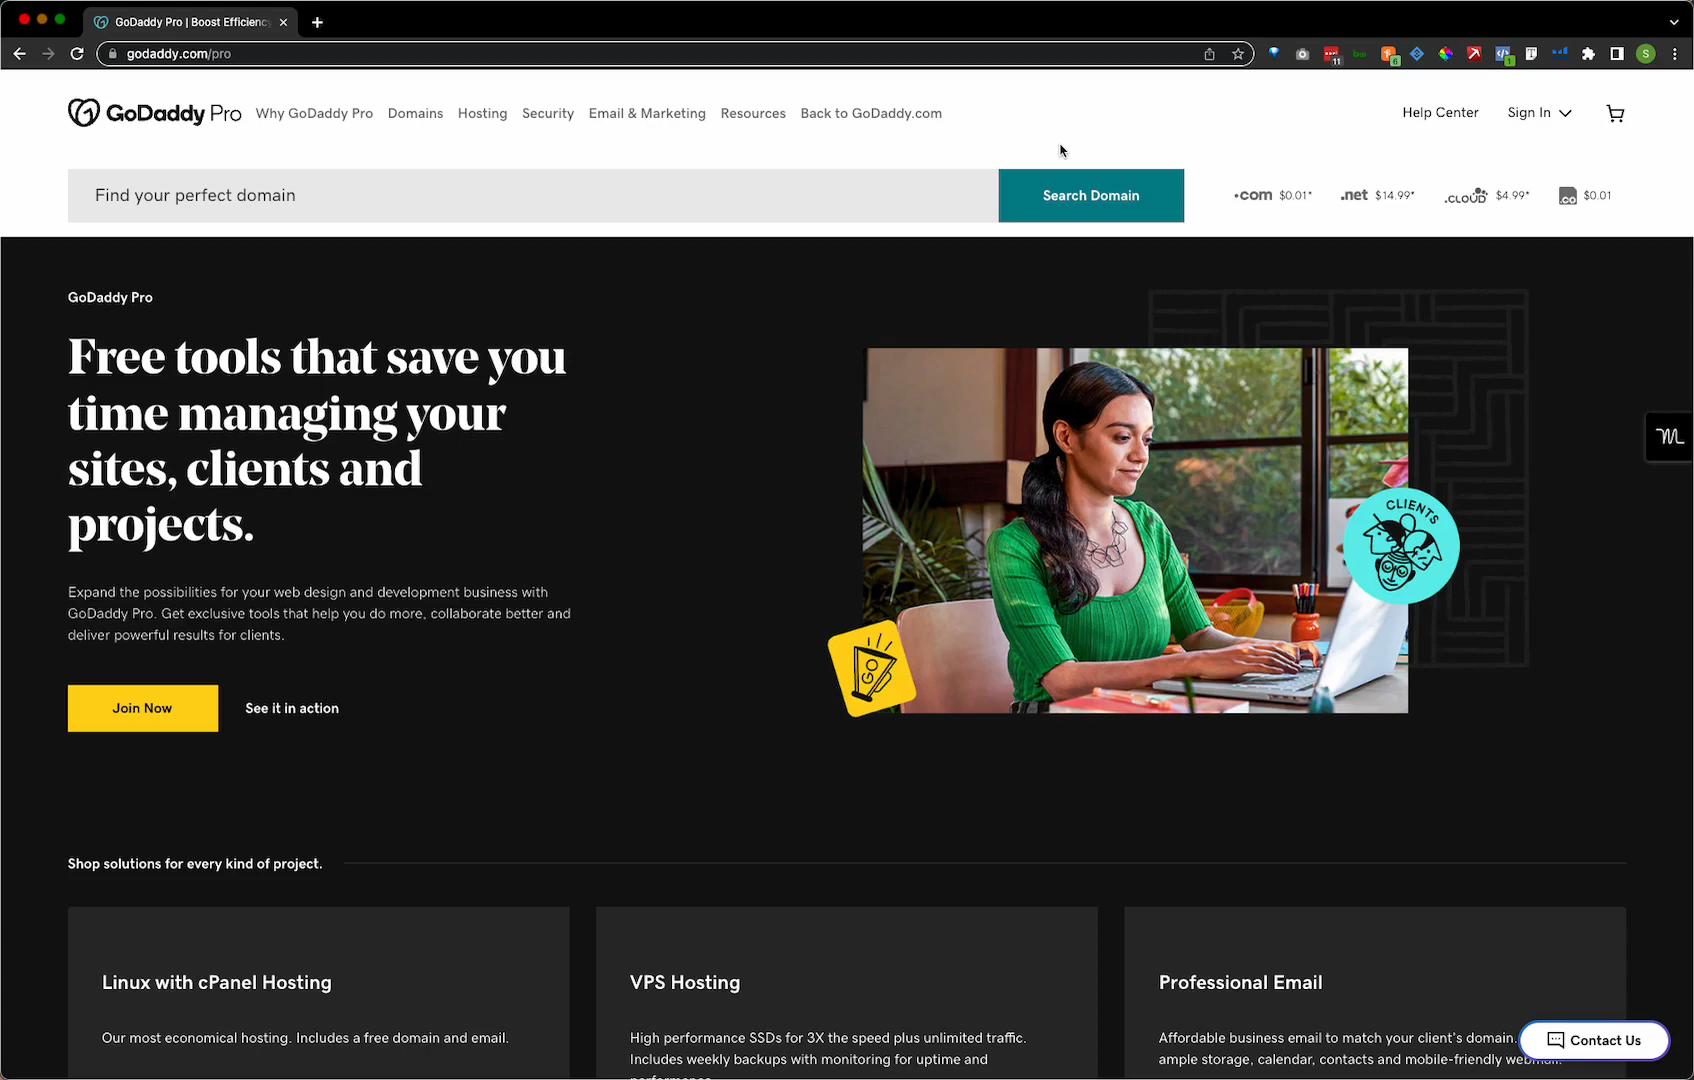 GoDaddy Pro | Boost Efficiency
godaddy.com/pro
11
6
1
S
GoDaddy Pro
Why GoDaddy Pro
Domains
Hosting
Security
Email & Marketing
Resources
Back to GoDaddy.com
Help Center
Sign In
Find your perfect domain
Search Domain
.com $0.01*
.net $14.99*
.CLOUD $4.99*
.co $0.01
GoDaddy Pro
Free tools that save you
time managing your
sites, clients and
projects.
Expand the possibilities for your web design and development business with
GoDaddy Pro. Get exclusive tools that help you do more, collaborate better and
deliver powerful results for clients.
Join Now
See it in action
CLIENTS
GO
Shop solutions for every kind of project.
Linux with cPanel Hosting
Our most economical hosting. Includes a free domain and email.
VPS Hosting
High performance SSDs for 3X the speed plus unlimited traffic.
Includes weekly backups with monitoring for uptime and
performance
Professional Email
Affordable business email to match your client's domain.
ample storage, calendar, contacts and mobile-friendly webmail.
Contact Us